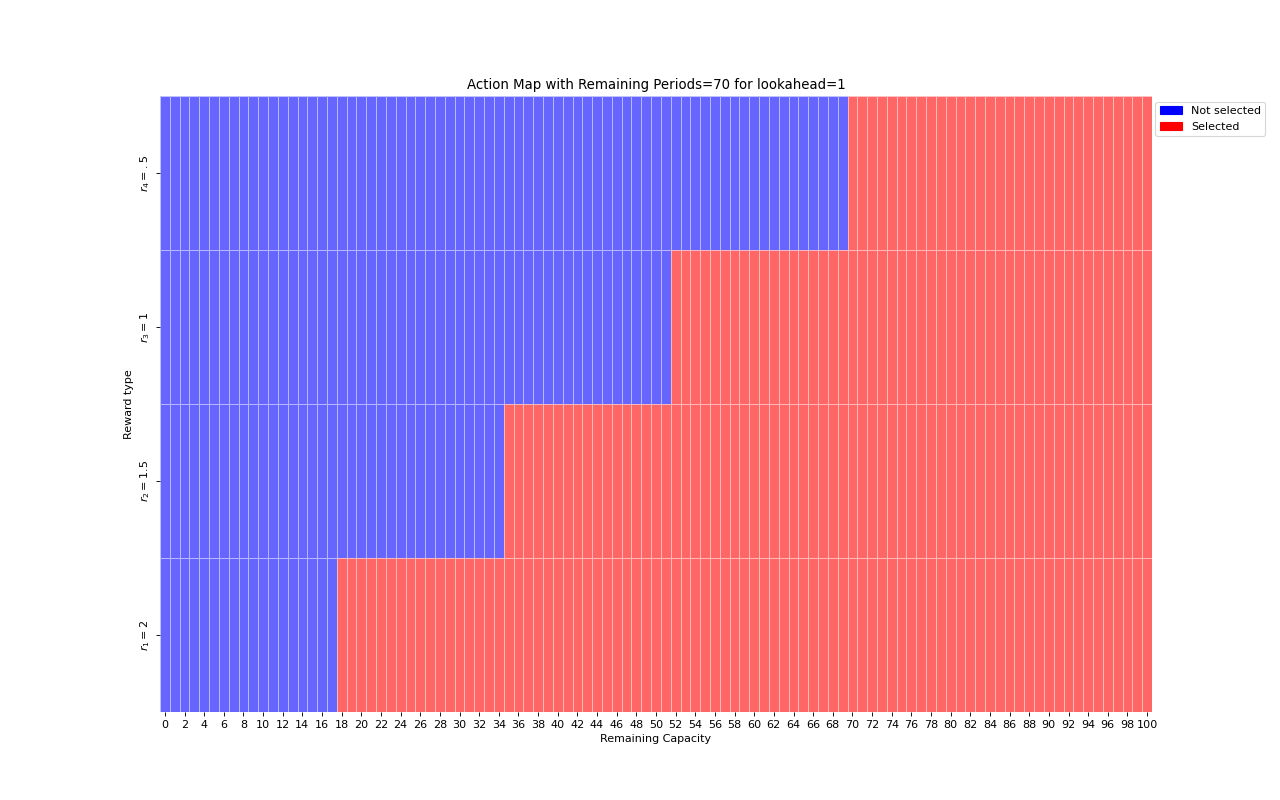 Action Map with Remaining Periods=70 for lookahead=1
Not selected
Selected
r₄ = .5
r₃ = 1
r₂ = 1.5
r₁ = 2
Reward type
0 2 4 6 8 10 12 14 16 18 20 22 24 26 28 30 32 34 36 38 40 42 44 46 48 50 52 54 56 58 60 62 64 66 68 70 72 74 76 78 80 82 84 86 88 90 92 94 96 98 100
Remaining Capacity